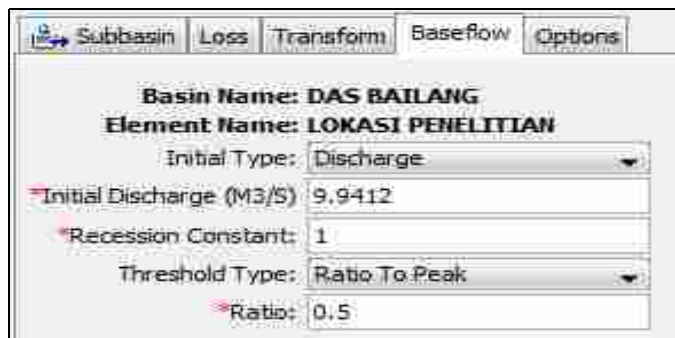 Subbasin Loss Transform Baseflow Options
Basin Name: DAS BAILANG
Element Name: LOKASI PENELITIAN
Initial Type: Discharge
*Initial Discharge (M3/S) 9.9412
*Recession Constant: 1
Threshold Type: Ratio To Peak
*Ratio: 0.5